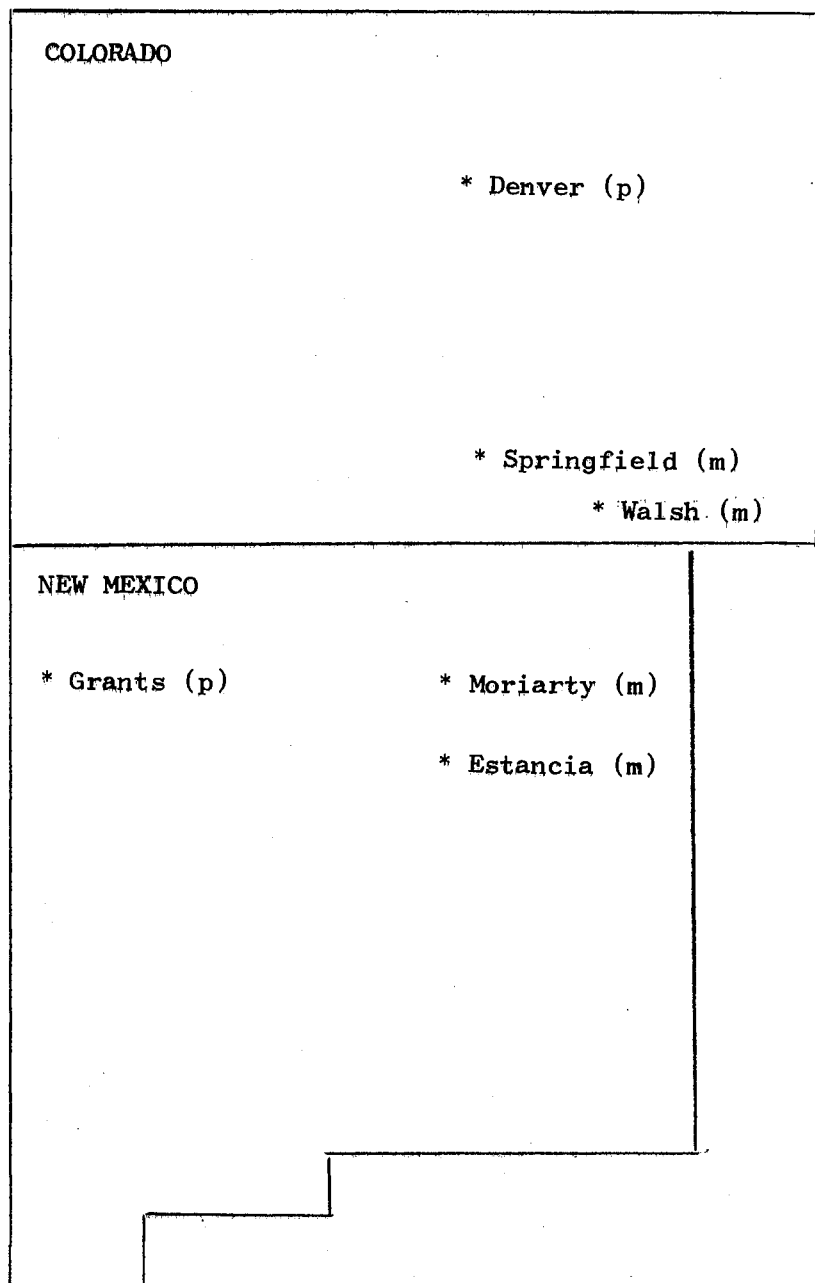 COLORADO
* Denver (p)
* Springfield (m)
* Walsh (m)
NEW MEXICO
* Grants (p) * Moriarty (m)
* Estancia (m)